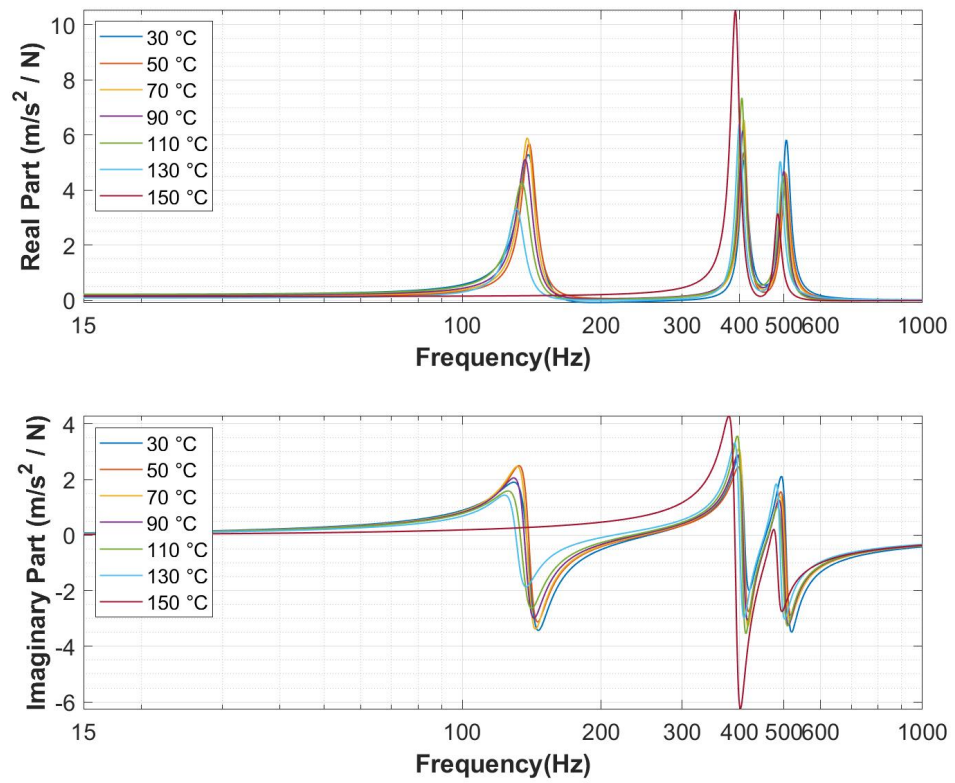 Real Part (m/s² / N)
10
8
6
4
2
0
30 °C
50 °C
70 °C
90 °C
110 °C
130 °C
150 °C
15 100 200 300 400 500 600 1000
Frequency(Hz)
Imaginary Part (m/s² / N)
4
2
0
-2
-4
-6
30 °C
50 °C
70 °C
90 °C
110 °C
130 °C
150 °C
15 100 200 300 400 500 600 1000
Frequency(Hz)